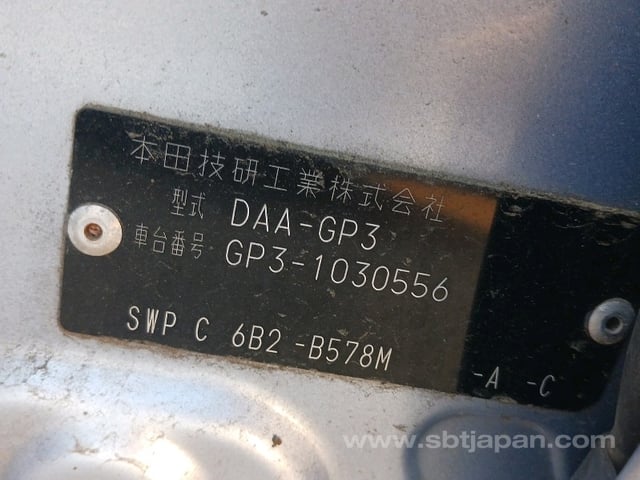 本田技研工業株式会社
型式 DAA-GP3
車台番号 GP3-1030556
SWP C 6B2 -B578M -A -C
www.sbtjapan.com